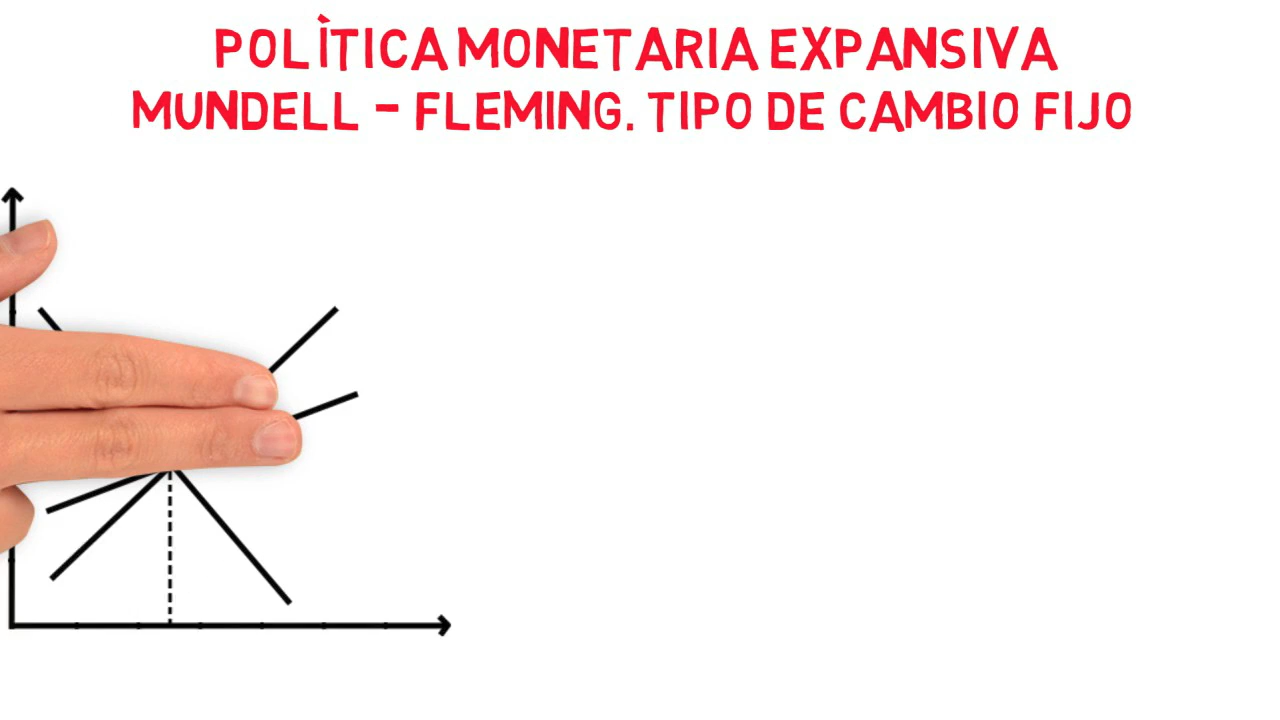 POLÌTICA MONETARIA EXPANSIVA
MUNDELL - FLEMING. TIPO DE CAMBIO FIJO